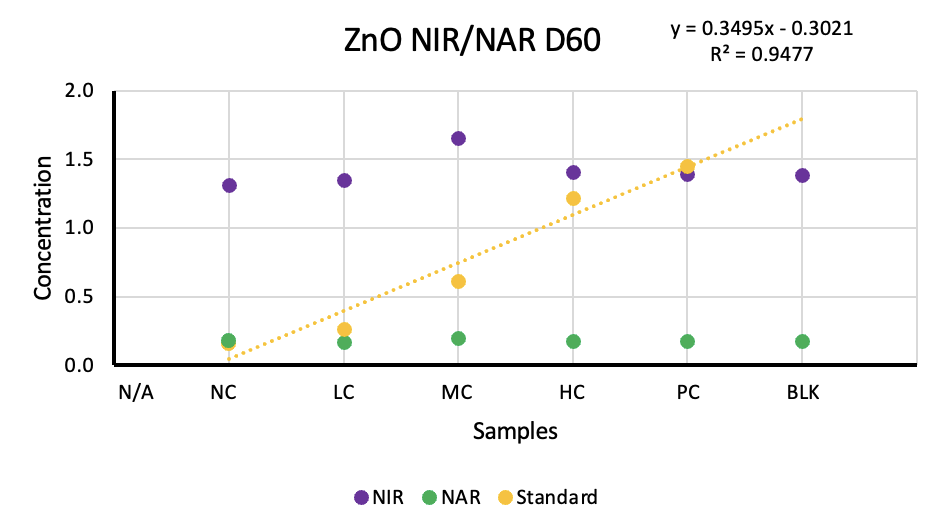 ZnO NIR/NAR D60
y = 0.3495x - 0.3021
R² = 0.9477
2.0
1.5
1.0
0.5
0.0
Concentration
N/A NC LC MC HC PC BLK
Samples
NIR NAR Standard